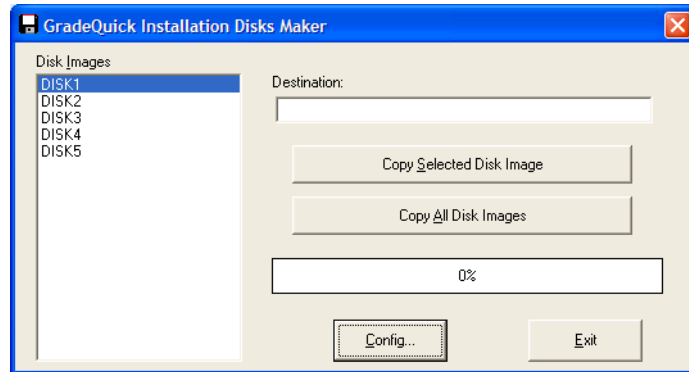 GradeQuick Installation Disks Maker
Disk Images
DISK1
DISK2
DISK3
DISK4
DISK5
Destination:
Copy Selected Disk Image
Copy All Disk Images
0%
Config...
Exit